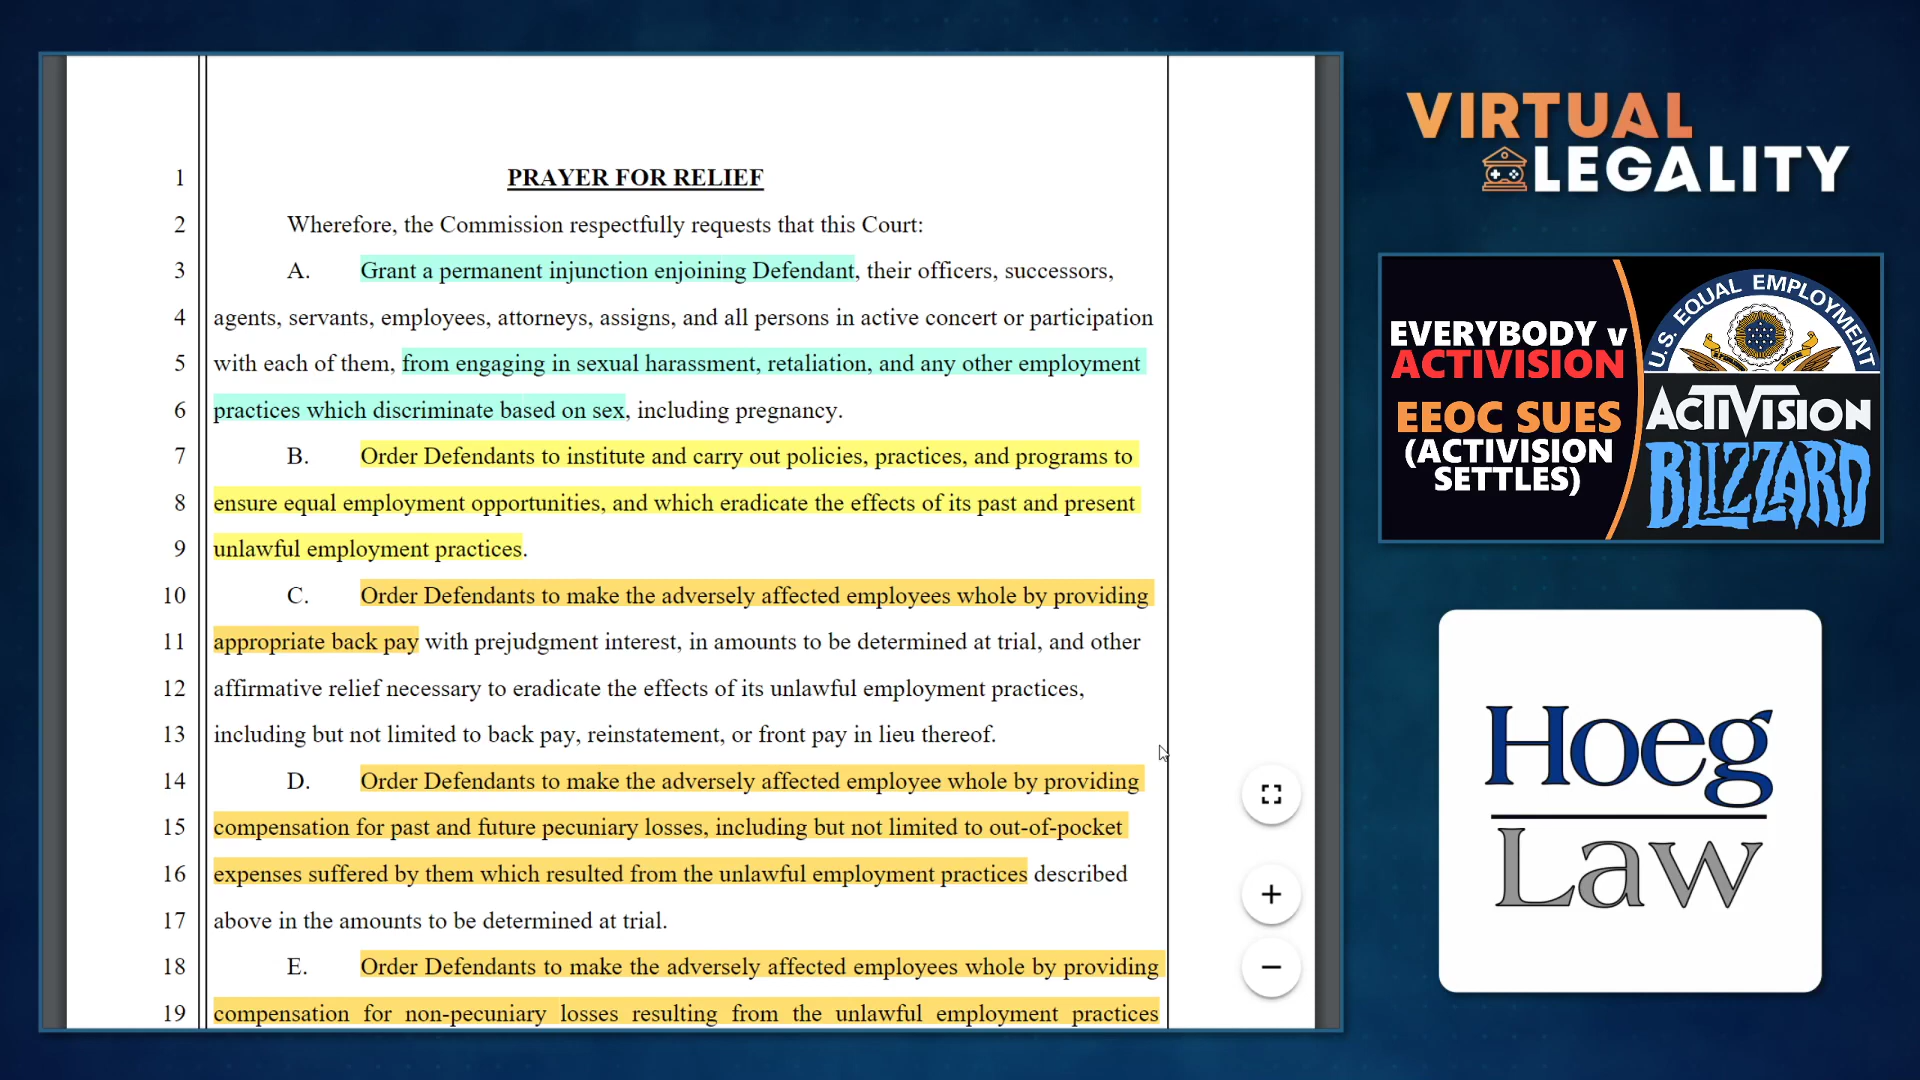 1 PRAYER FOR RELIEF
2 Wherefore, the Commission respectfully requests that this Court:
3 A. Grant a permanent injunction enjoining Defendant, their officers, successors,
4 agents, servants, employees, attorneys, assigns, and all persons in active concert or participation
5 with each of them, from engaging in sexual harassment, retaliation, and any other employment
6 practices which discriminate based on sex, including pregnancy.
7 B. Order Defendants to institute and carry out policies, practices, and programs to
8 ensure equal employment opportunities, and which eradicate the effects of its past and present
9 unlawful employment practices.
10 C. Order Defendants to make the adversely affected employees whole by providing
11 appropriate back pay with prejudgment interest, in amounts to be determined at trial, and other
12 affirmative relief necessary to eradicate the effects of its unlawful employment practices,
13 including but not limited to back pay, reinstatement, or front pay in lieu thereof.
14 D. Order Defendants to make the adversely affected employee whole by providing
15 compensation for past and future pecuniary losses, including but not limited to out-of-pocket
16 expenses suffered by them which resulted from the unlawful employment practices described
17 above in the amounts to be determined at trial.
18 E. Order Defendants to make the adversely affected employees whole by providing
19 compensation for non-pecuniary losses resulting from the unlawful employment practices
VIRTUAL
LEGALITY
EVERYBODY v
ACTIVISION
EEOC SUES
(ACTIVISION
SETTLES)
U.S. EQUAL EMPLOYMENT
ACTIVISION
BLIZZARD
Hoeg
Law